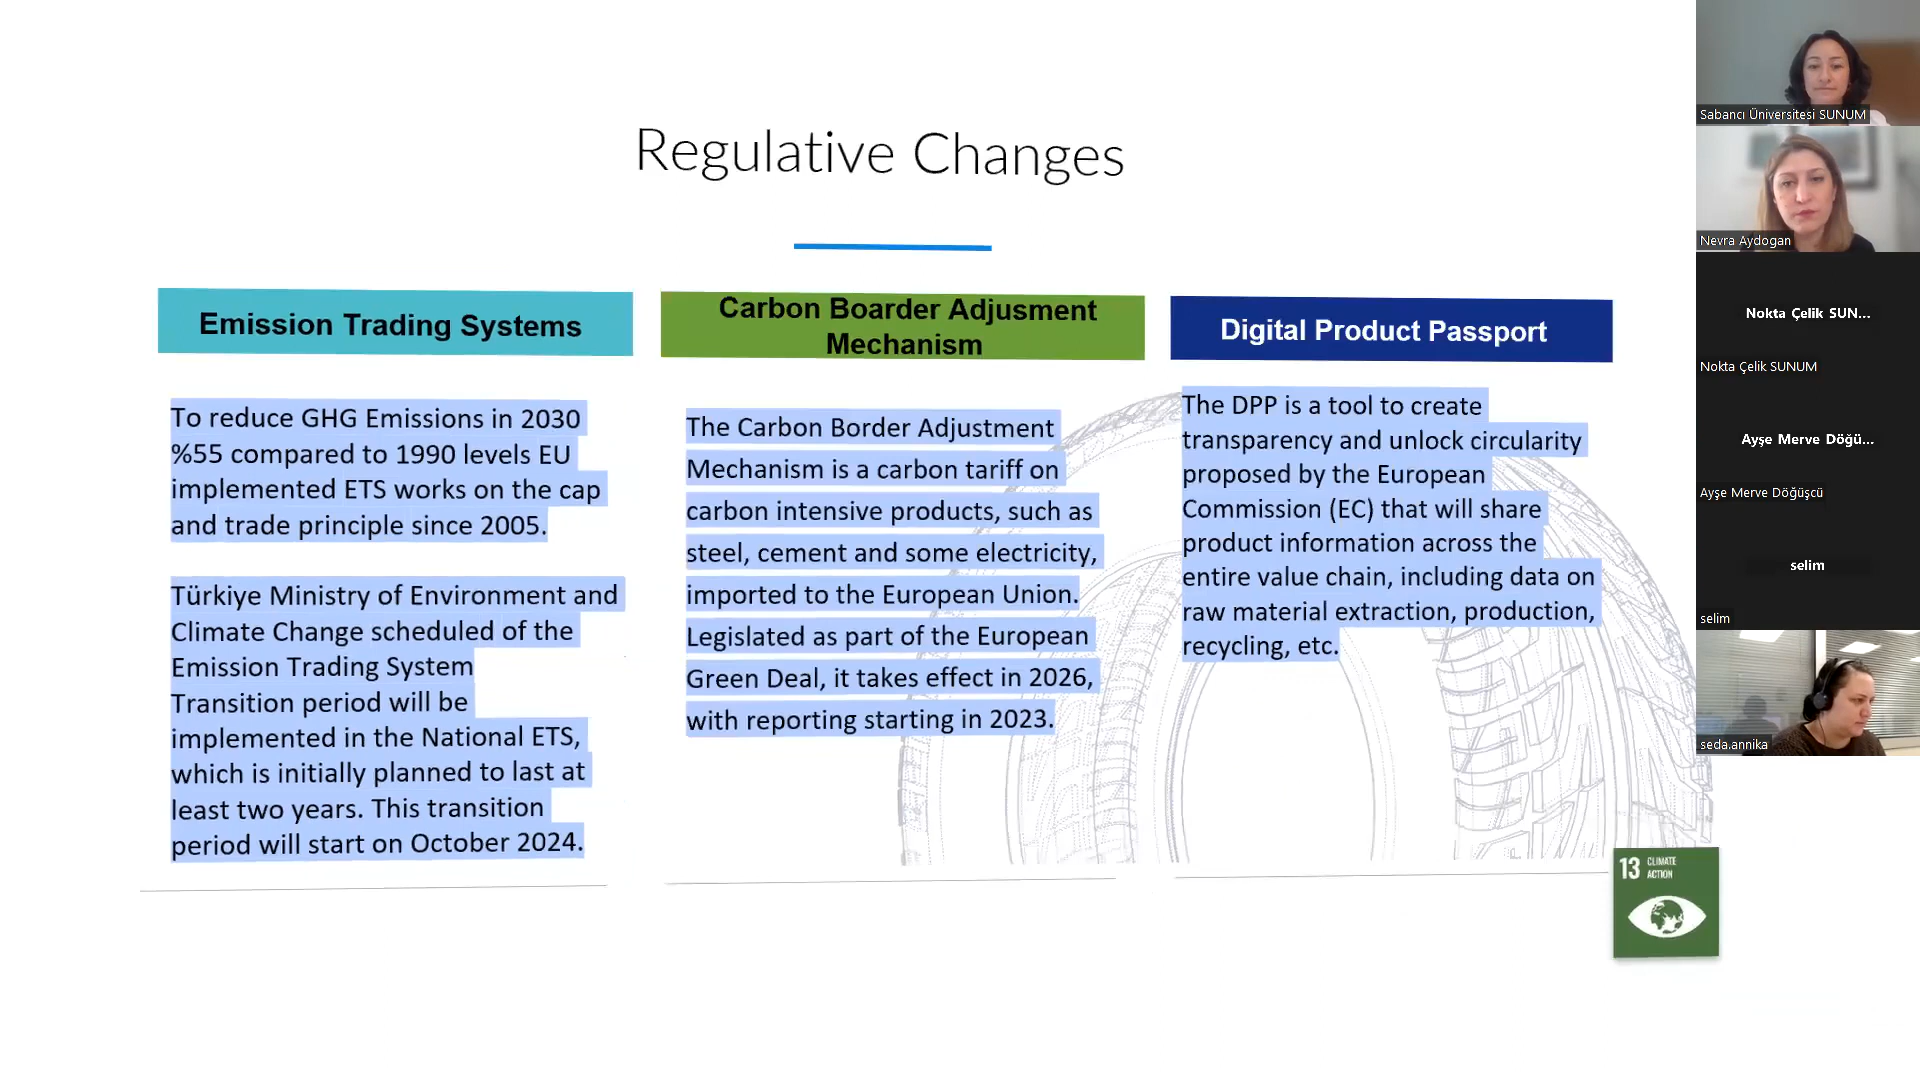 Regulative Changes
Emission Trading Systems
To reduce GHG Emissions in 2030
%55 compared to 1990 levels EU
implemented ETS works on the cap
and trade principle since 2005.
Türkiye Ministry of Environment and
Climate Change scheduled of the
Emission Trading System
Transition period will be
implemented in the National ETS,
which is initially planned to last at
least two years. This transition
period will start on October 2024.
Carbon Boarder Adjusment
Mechanism
The Carbon Border Adjustment
Mechanism is a carbon tariff on
carbon intensive products, such as
steel, cement and some electricity,
imported to the European Union.
Legislated as part of the European
Green Deal, it takes effect in 2026,
with reporting starting in 2023.
Digital Product Passport
The DPP is a tool to create
transparency and unlock circularity
proposed by the European
Commission (EC) that will share
product information across the
entire value chain, including data on
raw material extraction, production,
recycling, etc.
13 CLIMATE
ACTION
Sabancı Üniversitesi SUNUM
Nevra Aydogan
Nokta Çelik SUN...
Nokta Çelik SUNUM
Ayşe Merve Döğü...
Ayşe Merve Döğüşcü
selim
selim
seda.annika